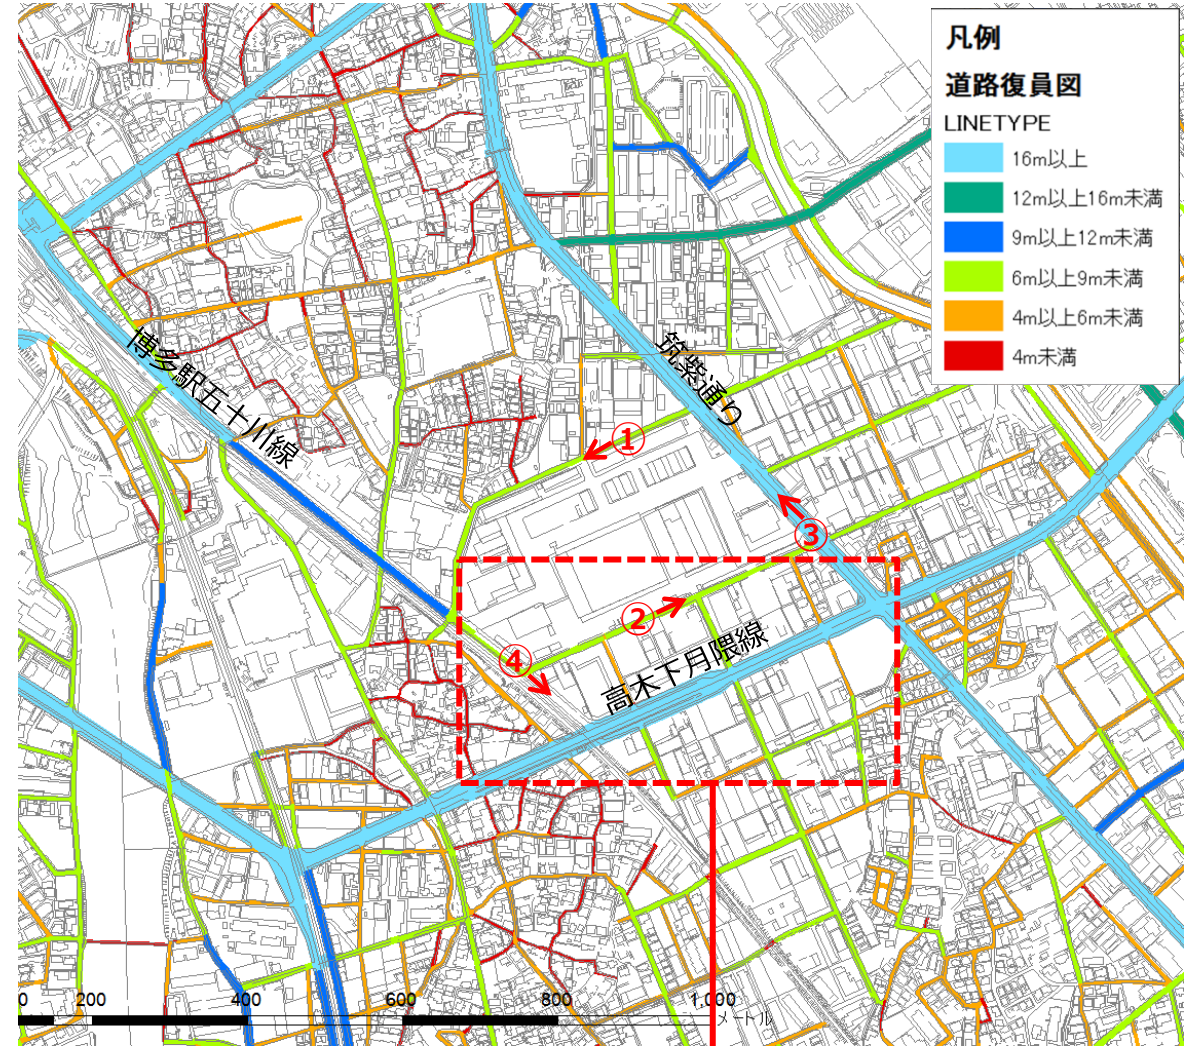 凡例
道路復員図
LINETYPE
16m以上
12m以上16m未満
9m以上12m未満
6m以上9m未満
4m以上6m未満
4m未満
筑紫通り
博多駅五十川線
①
③
②
④
高木下月隈線
0 200 400 600 800 1,000
メートル